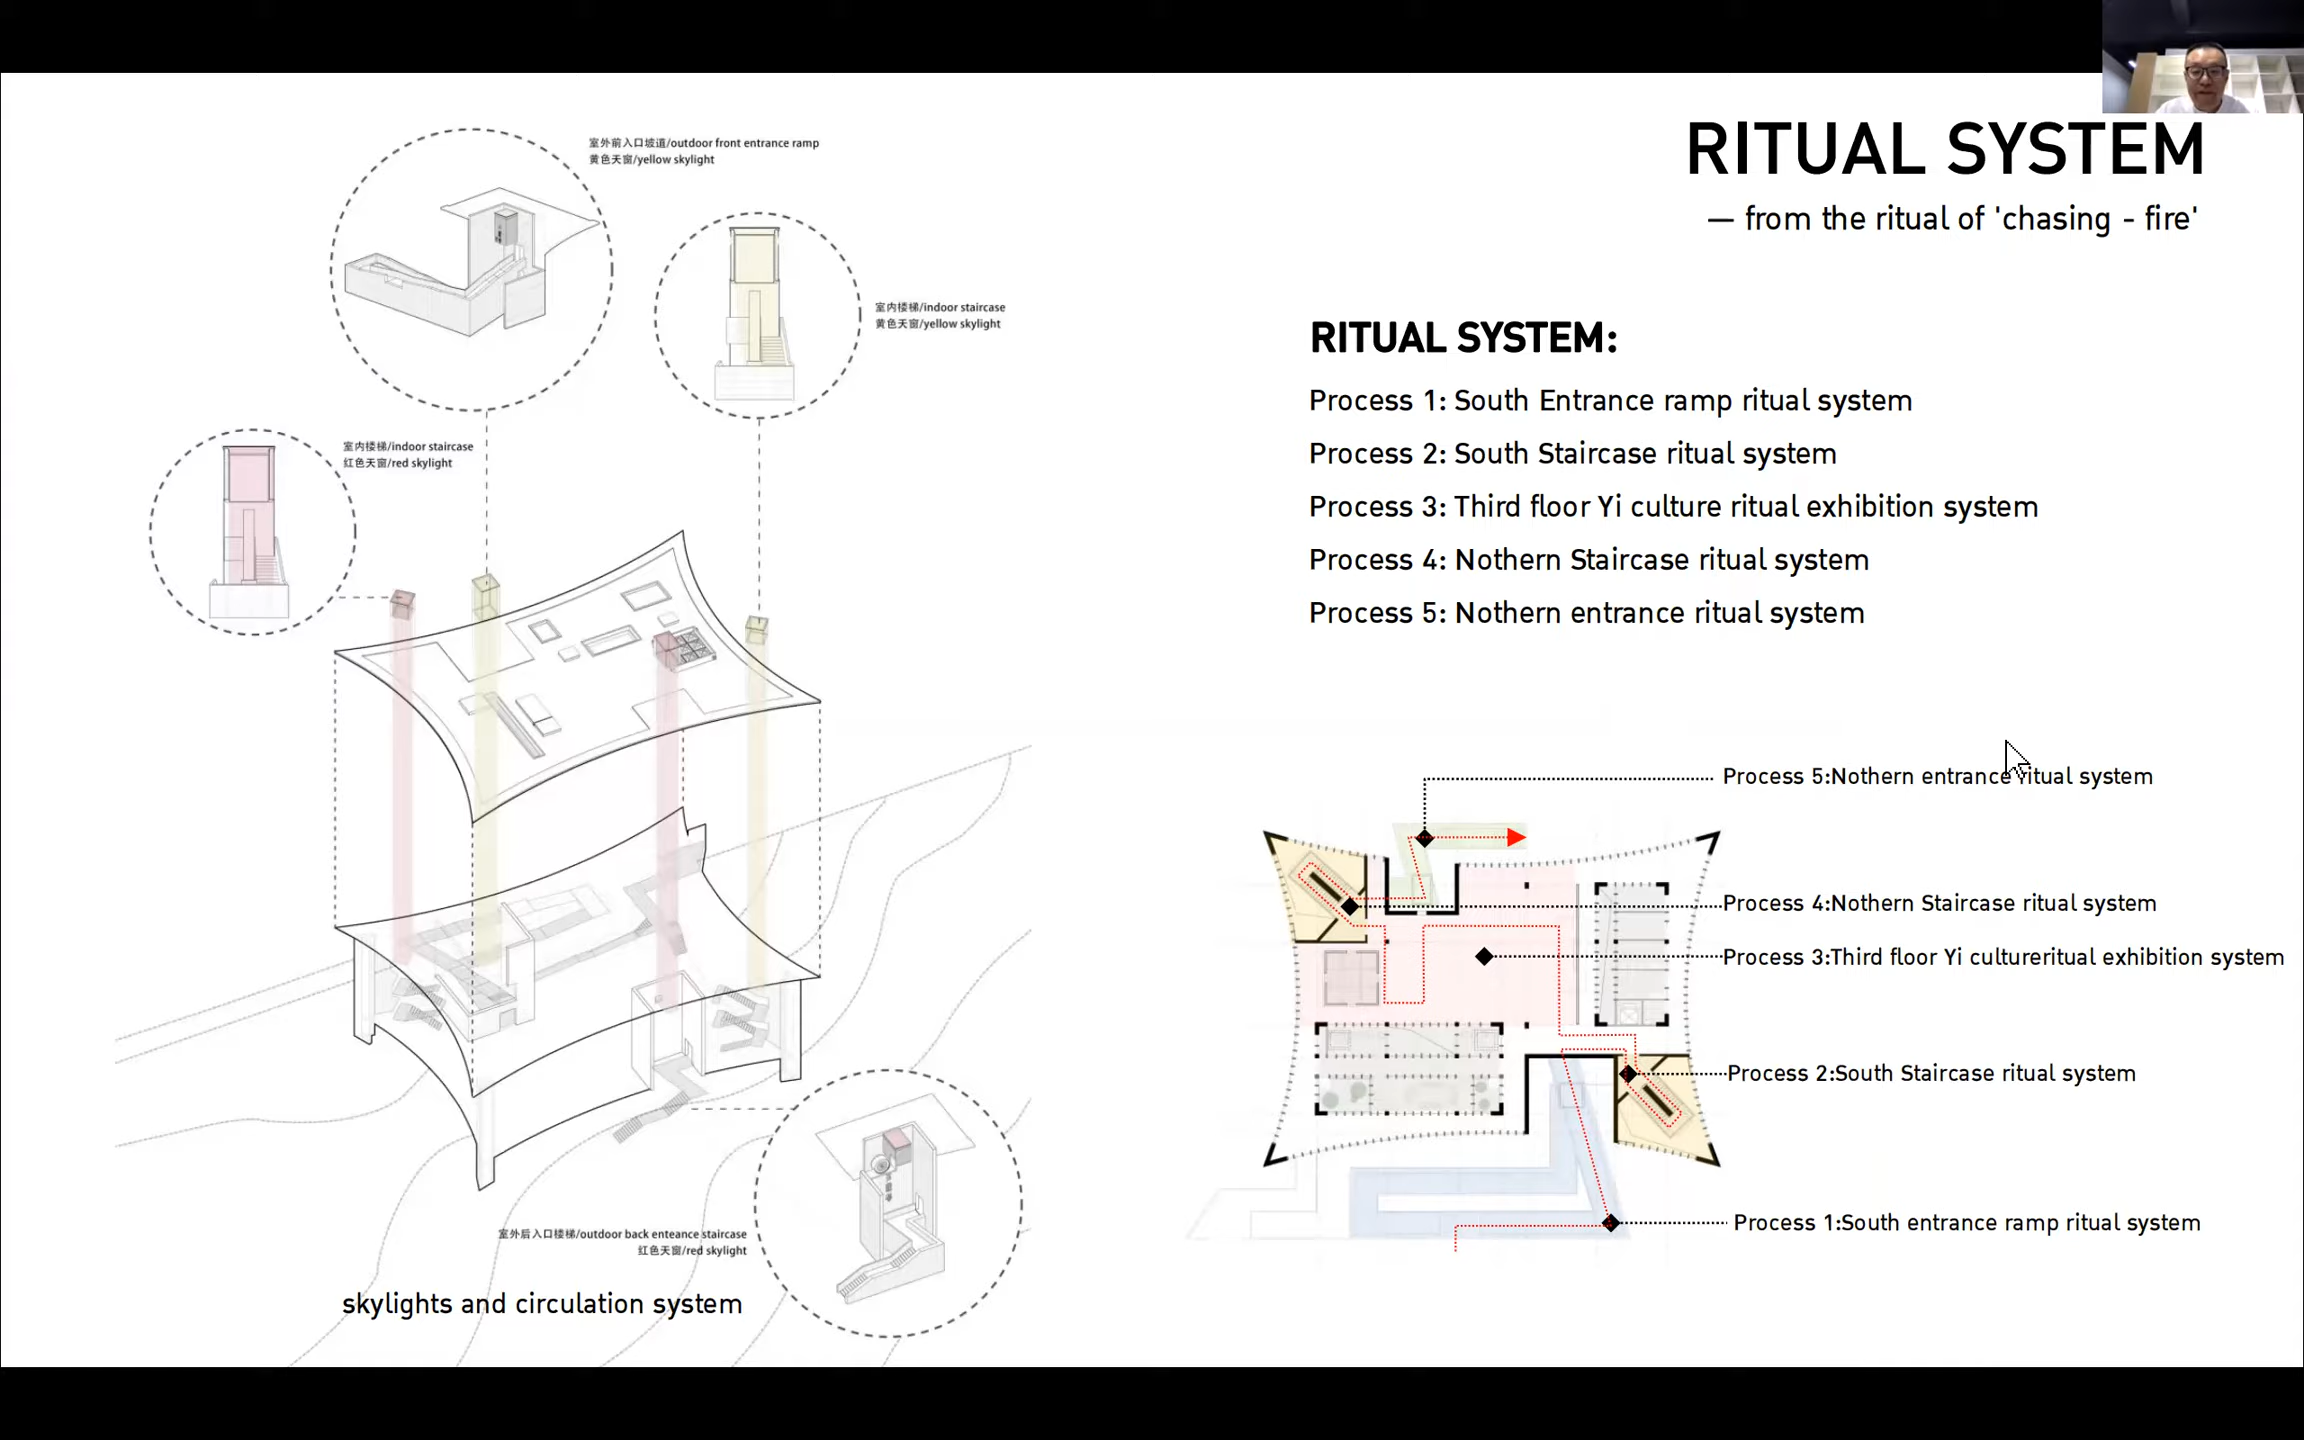 RITUAL SYSTEM
— from the ritual of 'chasing - fire'
RITUAL SYSTEM:
Process 1: South Entrance ramp ritual system
Process 2: South Staircase ritual system
Process 3: Third floor Yi culture ritual exhibition system
Process 4: Nothern Staircase ritual system
Process 5: Nothern entrance ritual system
室外前入口坡道/outdoor front entrance ramp
黄色天窗/yellow skylight
室内楼梯/indoor staircase
黄色天窗/yellow skylight
室内楼梯/indoor staircase
红色天窗/red skylight
室外后入口楼梯/outdoor back enteance staircase
红色天窗/red skylight
skylights and circulation system
Process 5:Nothern entrance ritual system
Process 4:Nothern Staircase ritual system
Process 3:Third floor Yi cultureritual exhibition system
Process 2:South Staircase ritual system
Process 1:South entrance ramp ritual system